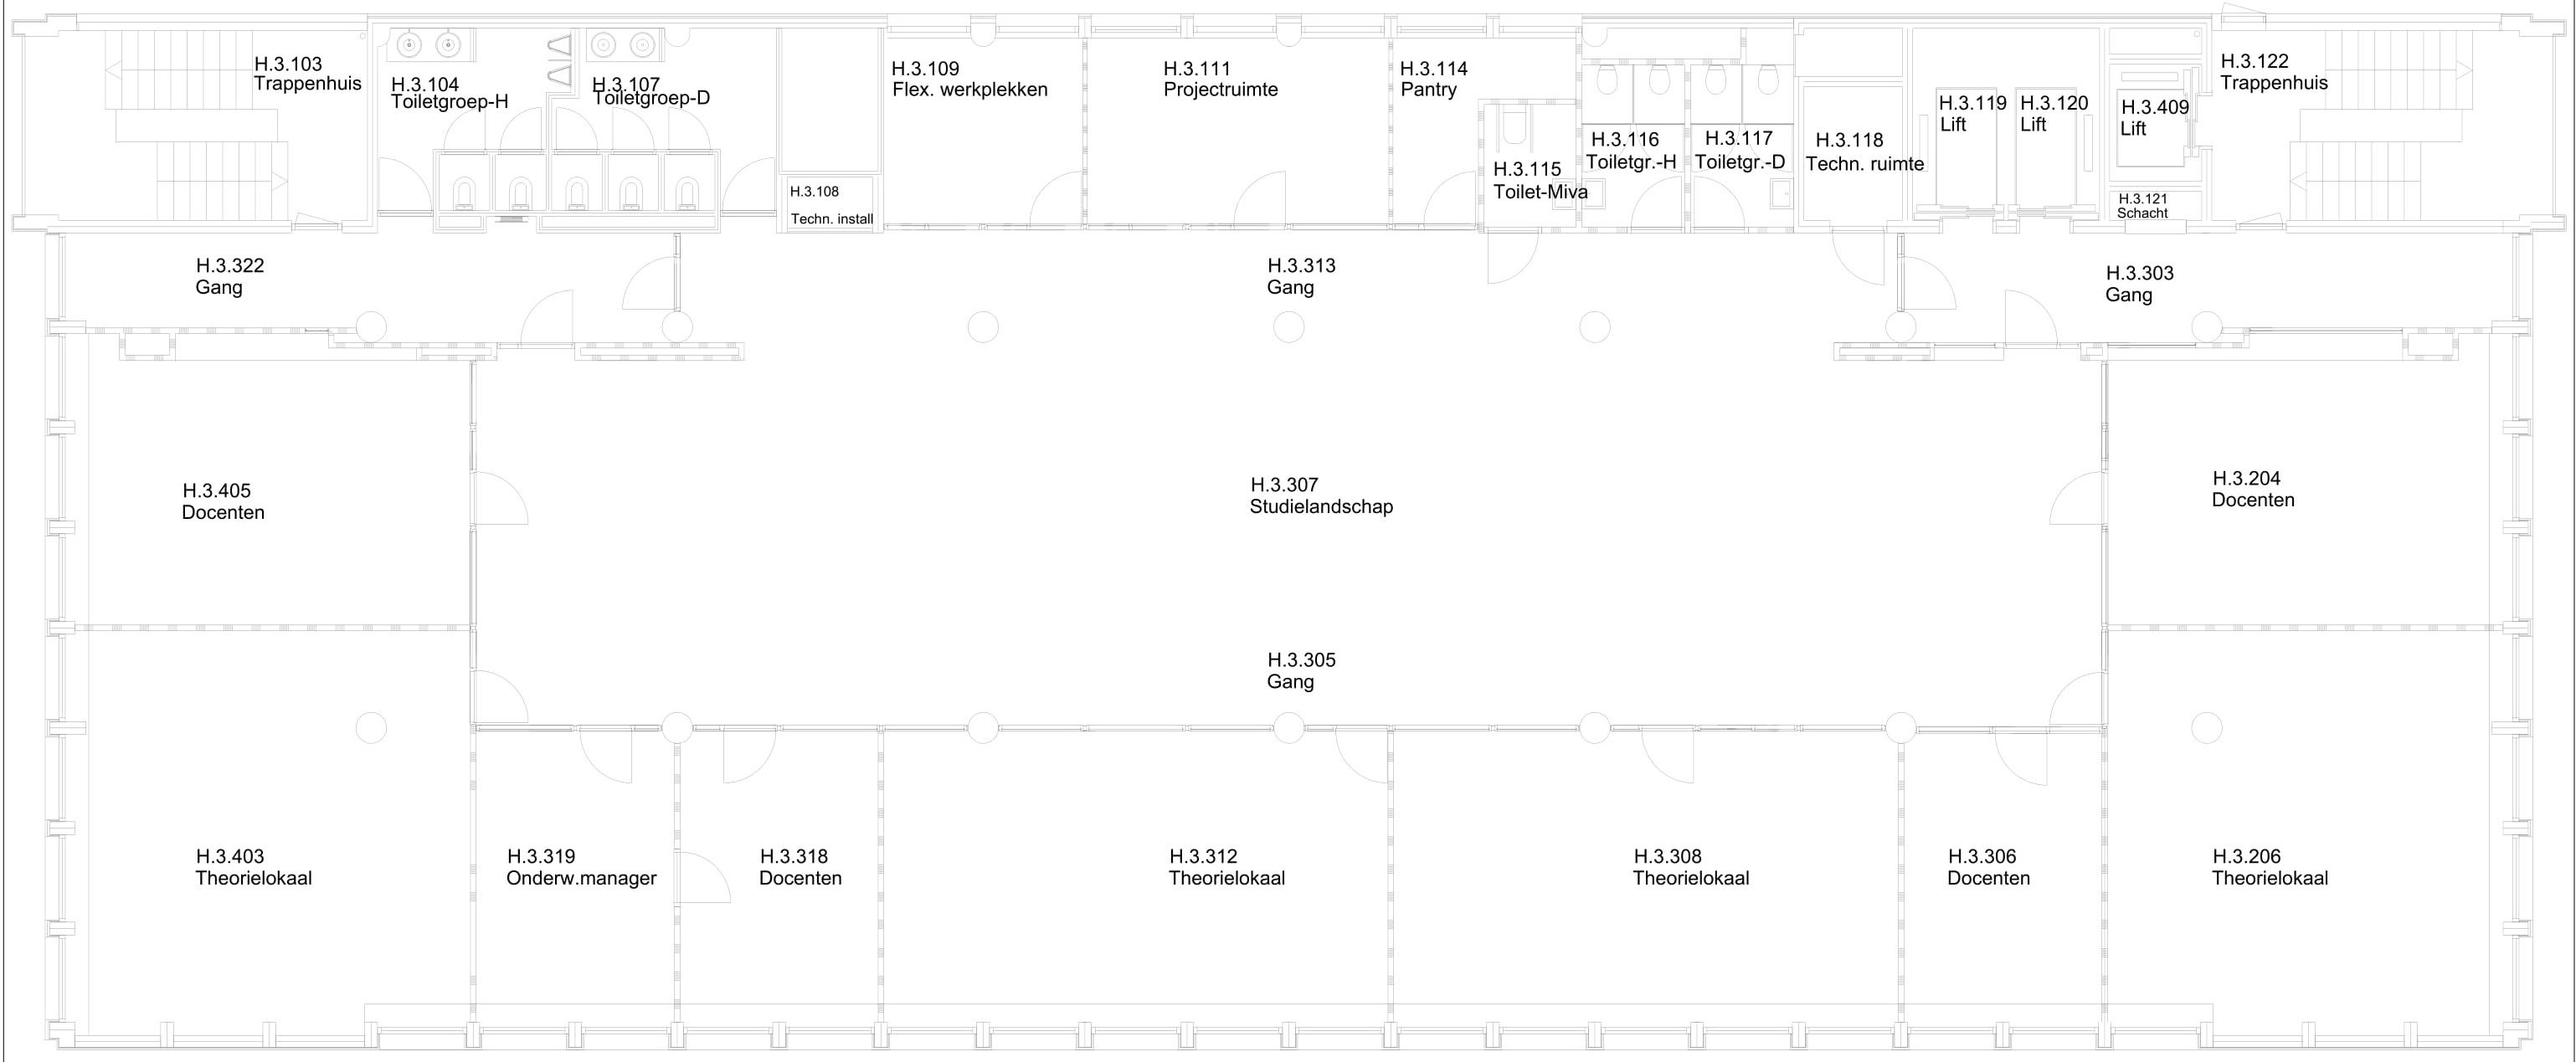 H.3.103
Trappenhuis
H.3.104
Toiletgroep-H
H.3.107
Toiletgroep-D
H.3.108
Techn. install
H.3.109
Flex. werkplekken
H.3.111
Projectruimte
H.3.114
Pantry
H.3.115
Toilet-Miva
H.3.116
Toiletgr.-H
H.3.117
Toiletgr.-D
H.3.118
Techn. ruimte
H.3.119
Lift
H.3.120
Lift
H.3.409
Lift
H.3.121
Schacht
H.3.122
Trappenhuis
H.3.322
Gang
H.3.313
Gang
H.3.303
Gang
H.3.405
Docenten
H.3.307
Studielandschap
H.3.204
Docenten
H.3.305
Gang
H.3.403
Theorielokaal
H.3.319
Onderw.manager
H.3.318
Docenten
H.3.312
Theorielokaal
H.3.308
Theorielokaal
H.3.306
Docenten
H.3.206
Theorielokaal